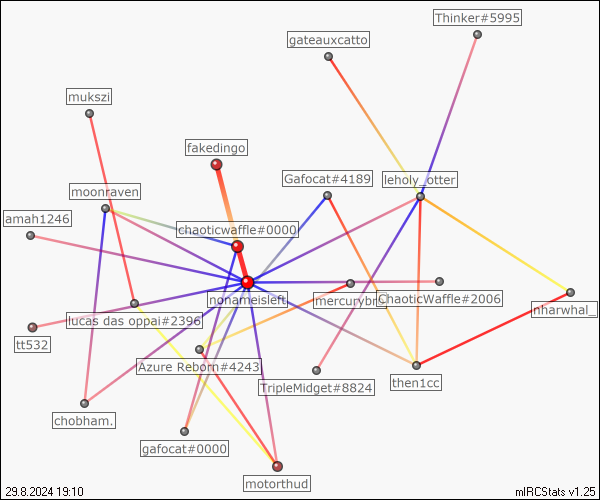 Thinker#5995
gateauxcatto
mukszi
fakedingo
Gafocat#4189
leholy_otter
moonraven
amah1246
chaoticwaffle#0000
nonameisleft
mercurybn
ChaoticWaffle#2006
nharwhal_
lucas das oppai#2396
tt532
Azure Reborn#4243
TripleMidget#8824
then1cc
chobham.
gafocat#0000
motorthud
29.8.2024 19:10
mIRCStats v1.25